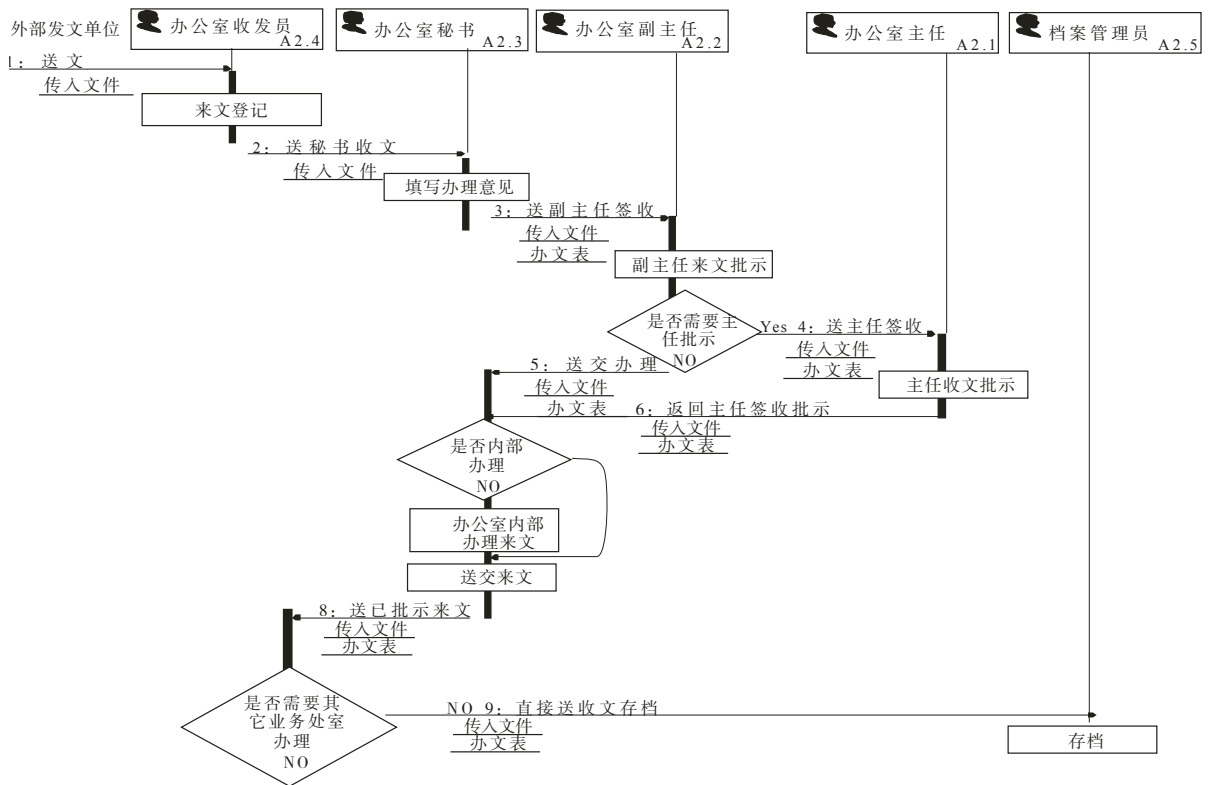 外部发文单位
办公室收发员
A2.4
办公室秘书
A2.3
办公室副主任
A2.2
办公室主任
A2.1
档案管理员
A2.5
1: 送文
传入文件
来文登记
2: 送秘书收文
传入文件
填写办理意见
3: 送副主任签收
传入文件
办文表
副主任来文批示
是否需要主
任批示
NO
Yes 4: 送主任签收
传入文件
办文表
主任收文批示
5: 送交办理
传入文件
办文表
6: 返回主任签收批示
传入文件
办文表
是否内部
办理
NO
办公室内部
办理来文
送交来文
8: 送已批示来文
传入文件
办文表
是否需要其
它业务处室
办理
NO
NO 9: 直接送收文存档
传入文件
办文表
存档